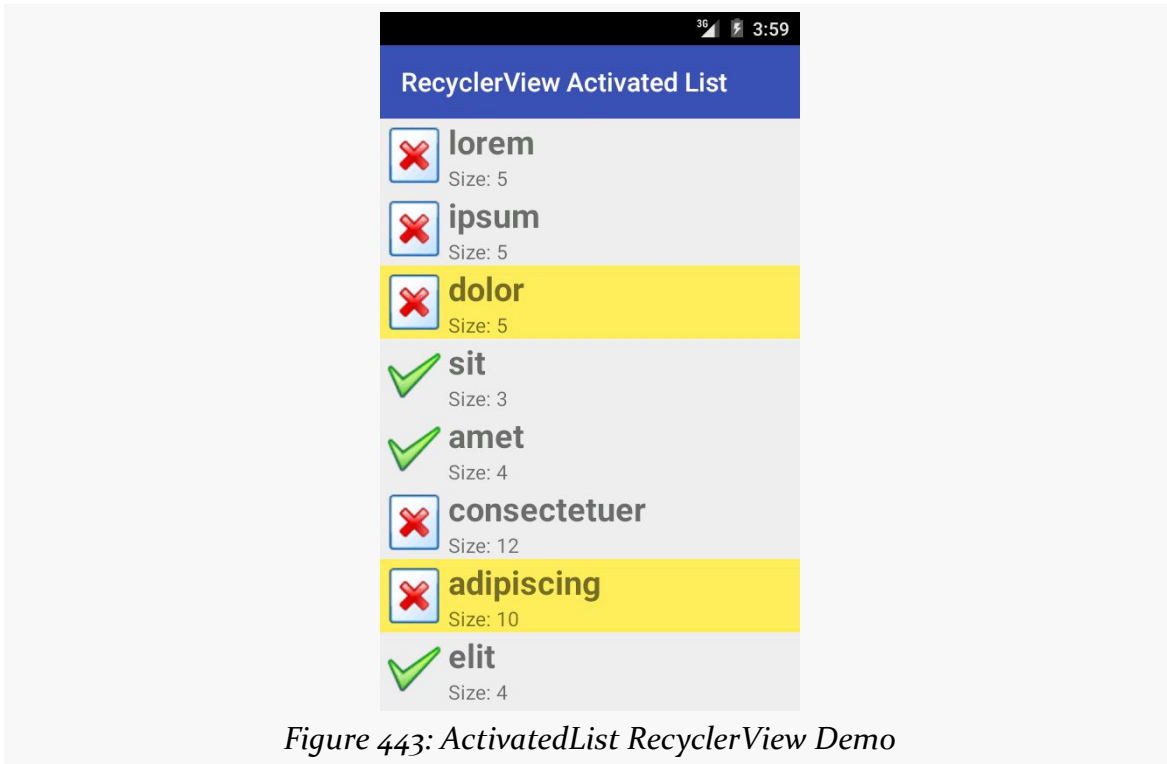 3G 3:59
RecyclerView Activated List
lorem
Size: 5
ipsum
Size: 5
dolor
Size: 5
sit
Size: 3
amet
Size: 4
consectetuer
Size: 12
adipiscing
Size: 10
elit
Size: 4
Figure 443: ActivatedList RecyclerView Demo